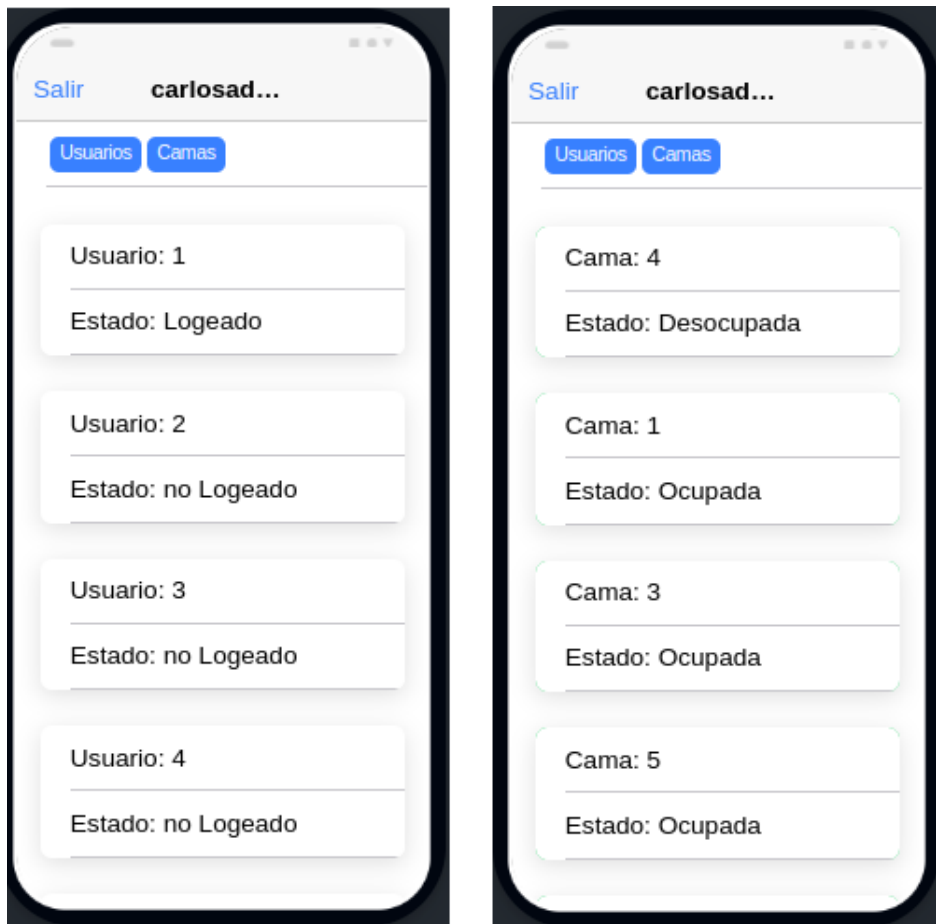 Salir carlosad...
Usuarios Camas
Usuario: 1
Estado: Logeado
Usuario: 2
Estado: no Logeado
Usuario: 3
Estado: no Logeado
Usuario: 4
Estado: no Logeado
Salir carlosad...
Usuarios Camas
Cama: 4
Estado: Desocupada
Cama: 1
Estado: Ocupada
Cama: 3
Estado: Ocupada
Cama: 5
Estado: Ocupada